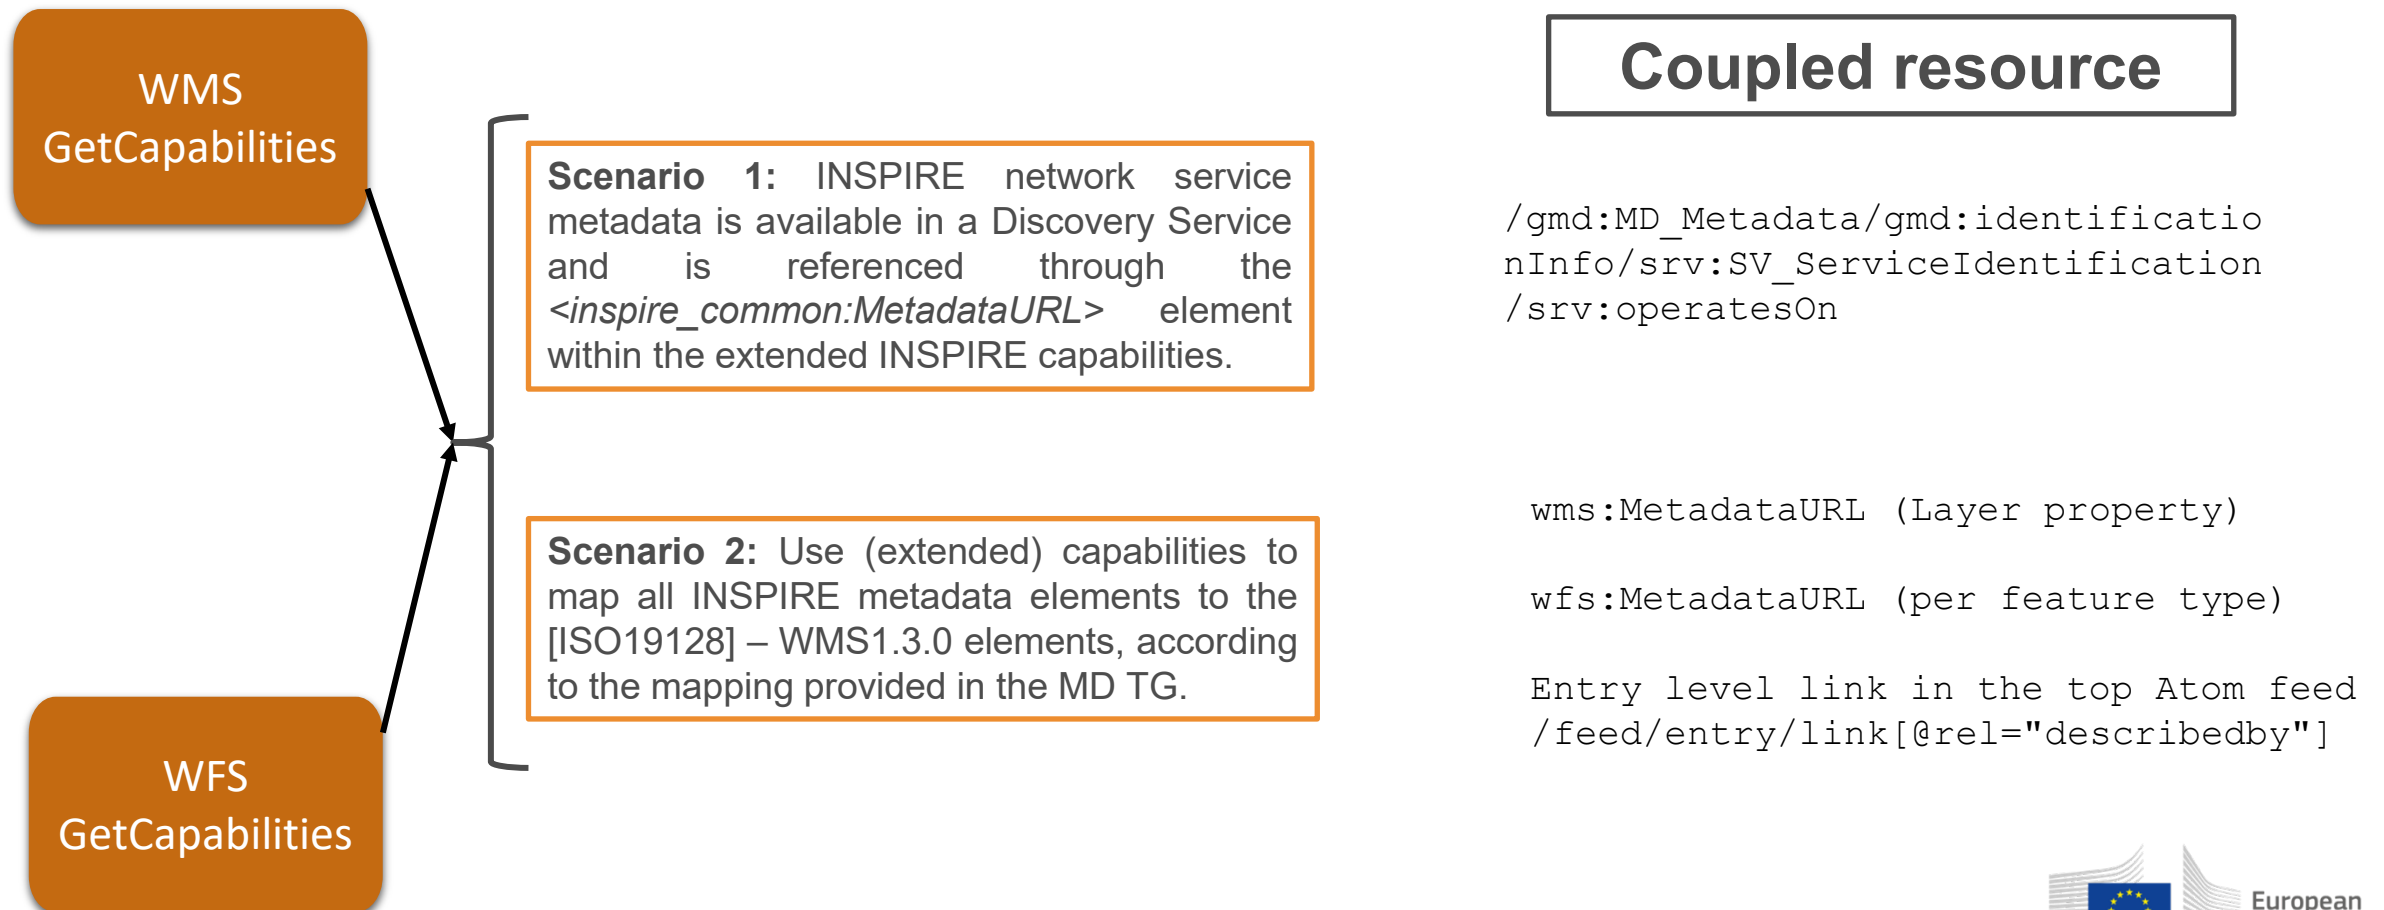 WMS
GetCapabilities
Coupled resource
Scenario 1: INSPIRE network service
metadata is available in a Discovery Service
and is referenced through the
<inspire_common:MetadataURL> element
within the extended INSPIRE capabilities.
/gmd:MD_Metadata/gmd:identificatio
nInfo/srv:SV_ServiceIdentification
/srv:operatesOn
Scenario 2: Use (extended) capabilities to
map all INSPIRE metadata elements to the
[ISO19128] – WMS1.3.0 elements, according
to the mapping provided in the MD TG.
wms:MetadataURL (Layer property)
wfs:MetadataURL (per feature type)
Entry level link in the top Atom feed
/feed/entry/link[@rel="describedby"]
WFS
GetCapabilities
European